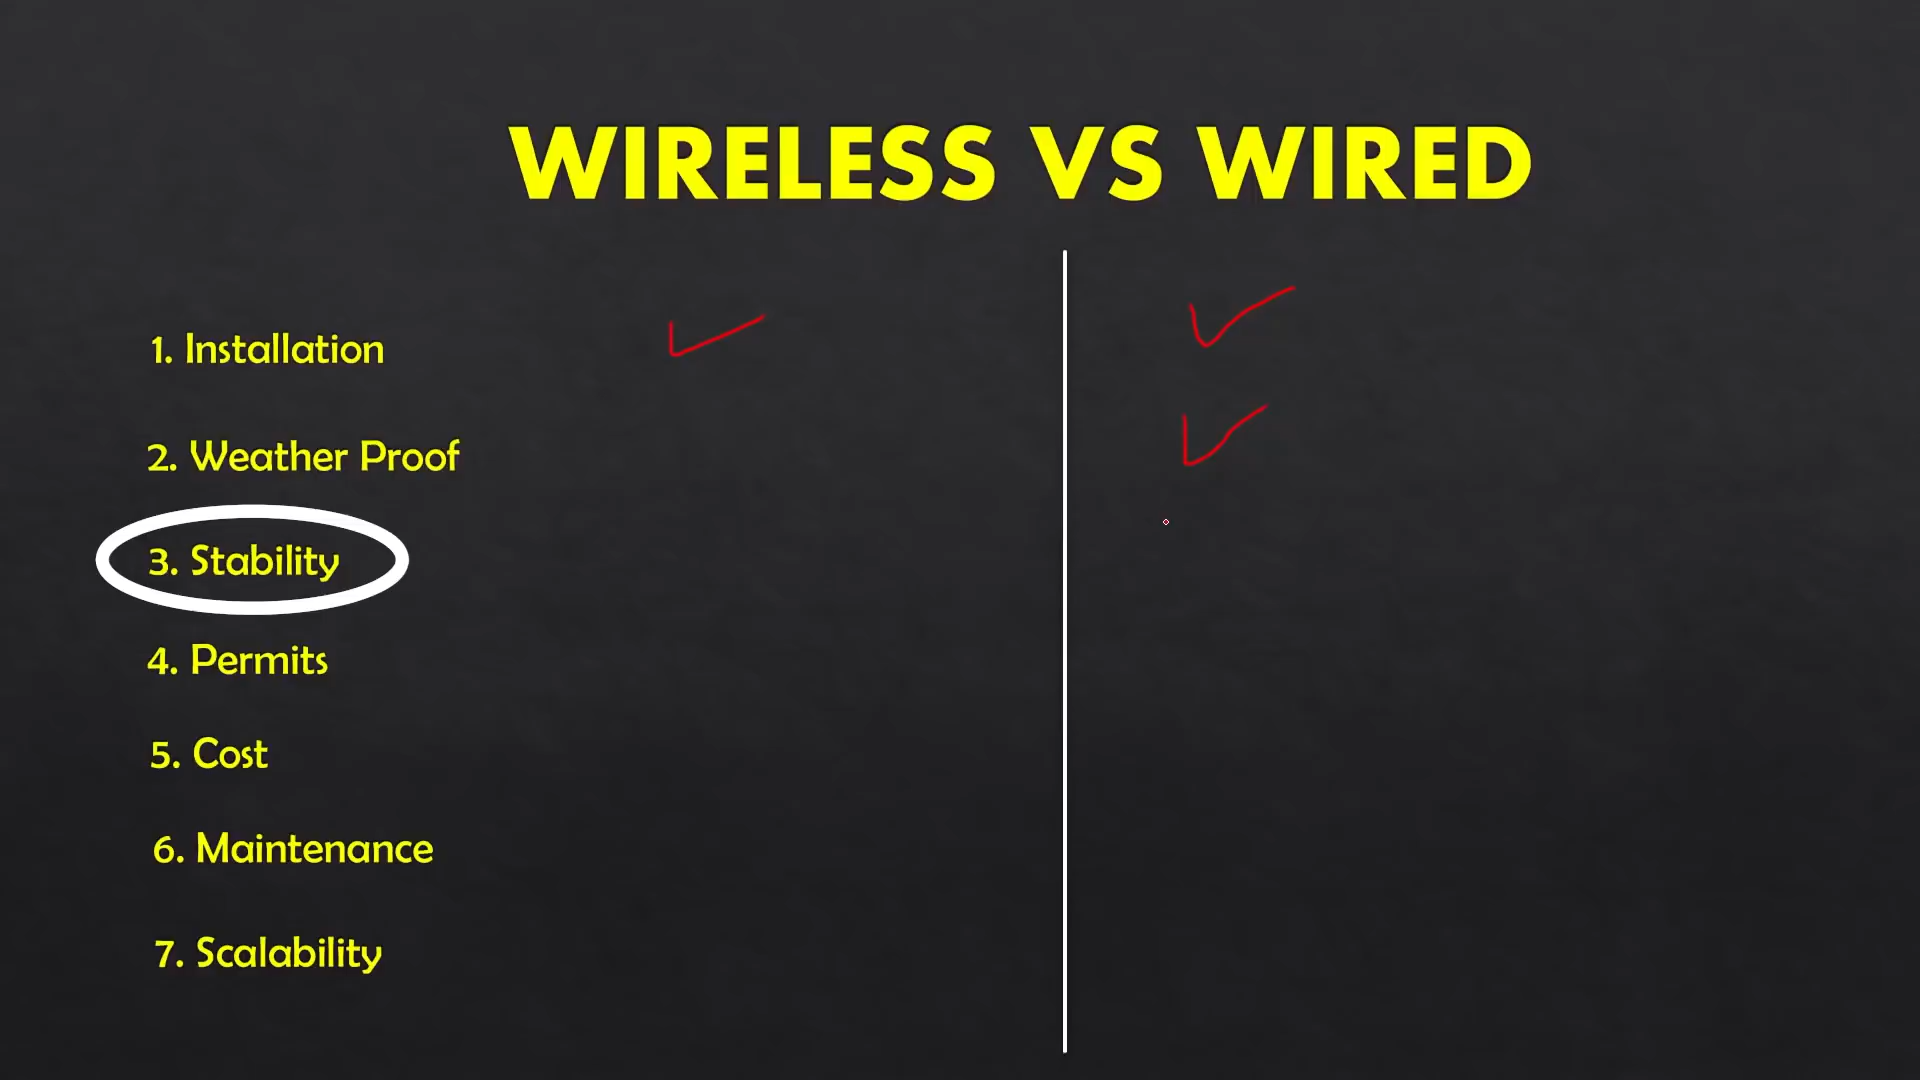 WIRELESS VS WIRED
1. Installation
2. Weather Proof
3. Stability
4. Permits
5. Cost
6. Maintenance
7. Scalability